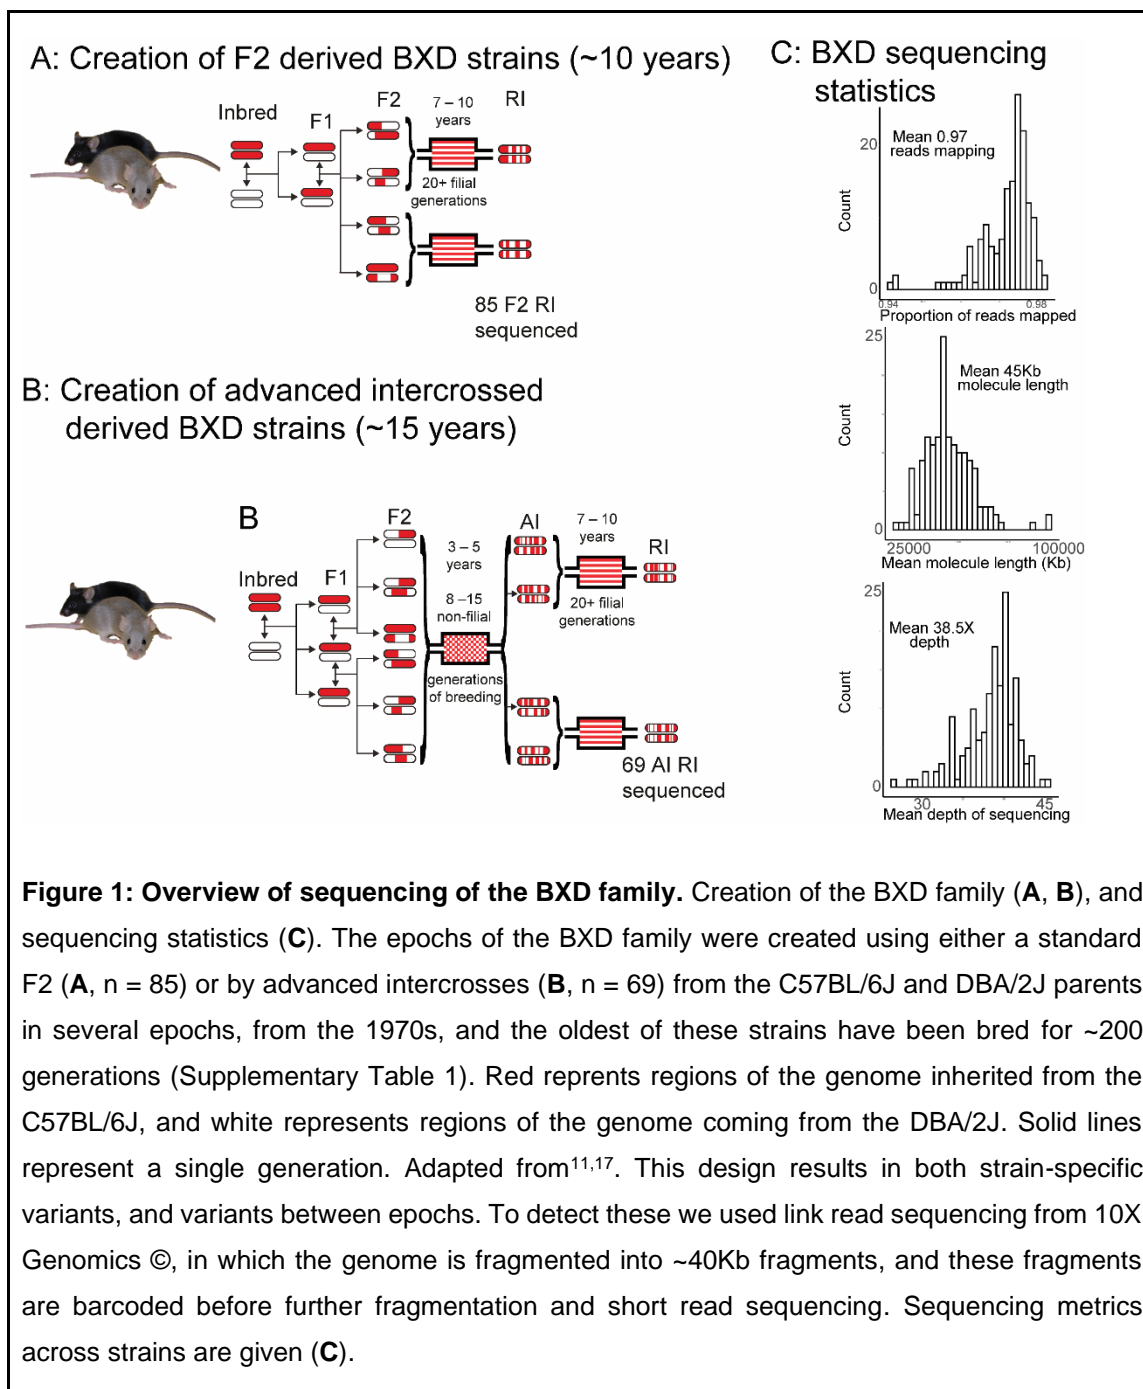 A: Creation of F2 derived BXD strains (~10 years)
Inbred
F1
F2
7 – 10
years
20+ filial
generations
RI
85 F2 RI
sequenced
B: Creation of advanced intercrossed
derived BXD strains (~15 years)
B
Inbred
F1
F2
3 – 5
years
8 –15
non-filial
generations
of breeding
AI
7 – 10
years
20+ filial
generations
RI
69 AI RI
sequenced
C: BXD sequencing
statistics
Mean 0.97
reads mapping
20
Count
0
0.94
0.98
Proportion of reads mapped
25
Mean 45Kb
molecule length
Count
0
25000
100000
Mean molecule length (Kb)
25
Mean 38.5X
depth
Count
0
30
45
Mean depth of sequencing
Figure 1: Overview of sequencing of the BXD family. Creation of the BXD family (A, B), and
sequencing statistics (C). The epochs of the BXD family were created using either a standard
F2 (A, n = 85) or by advanced intercrosses (B, n = 69) from the C57BL/6J and DBA/2J parents
in several epochs, from the 1970s, and the oldest of these strains have been bred for ~200
generations (Supplementary Table 1). Red reprents regions of the genome inherited from the
C57BL/6J, and white represents regions of the genome coming from the DBA/2J. Solid lines
represent a single generation. Adapted from11,17. This design results in both strain-specific
variants, and variants between epochs. To detect these we used link read sequencing from 10X
Genomics ©, in which the genome is fragmented into ~40Kb fragments, and these fragments
are barcoded before further fragmentation and short read sequencing. Sequencing metrics
across strains are given (C).